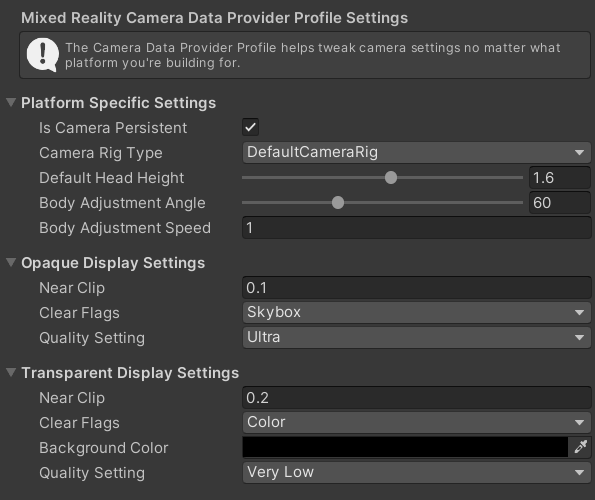 Mixed Reality Camera Data Provider Profile Settings
The Camera Data Provider Profile helps tweak camera settings no matter what
platform you're building for.
Platform Specific Settings
Is Camera Persistent
Camera Rig Type DefaultCameraRig
Default Head Height 1.6
Body Adjustment Angle 60
Body Adjustment Speed 1
Opaque Display Settings
Near Clip 0.1
Clear Flags Skybox
Quality Setting Ultra
Transparent Display Settings
Near Clip 0.2
Clear Flags Color
Background Color
Quality Setting Very Low